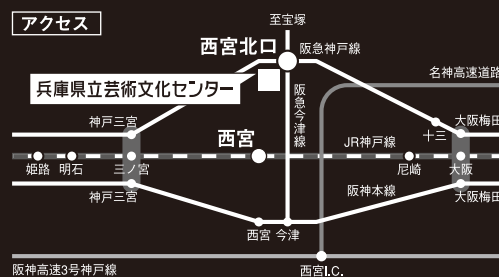 アクセス
至宝塚
西宮北口
阪急神戸線
名神高速道路
兵庫県立芸術文化センター
阪急今津線
神戸三宮
大阪梅田
十三
西宮
JR神戸線
姫路
明石
三ノ宮
尼崎
大阪
神戸三宮
阪神本線
大阪梅田
西宮
今津
阪神高速3号神戸線
西宮I.C.